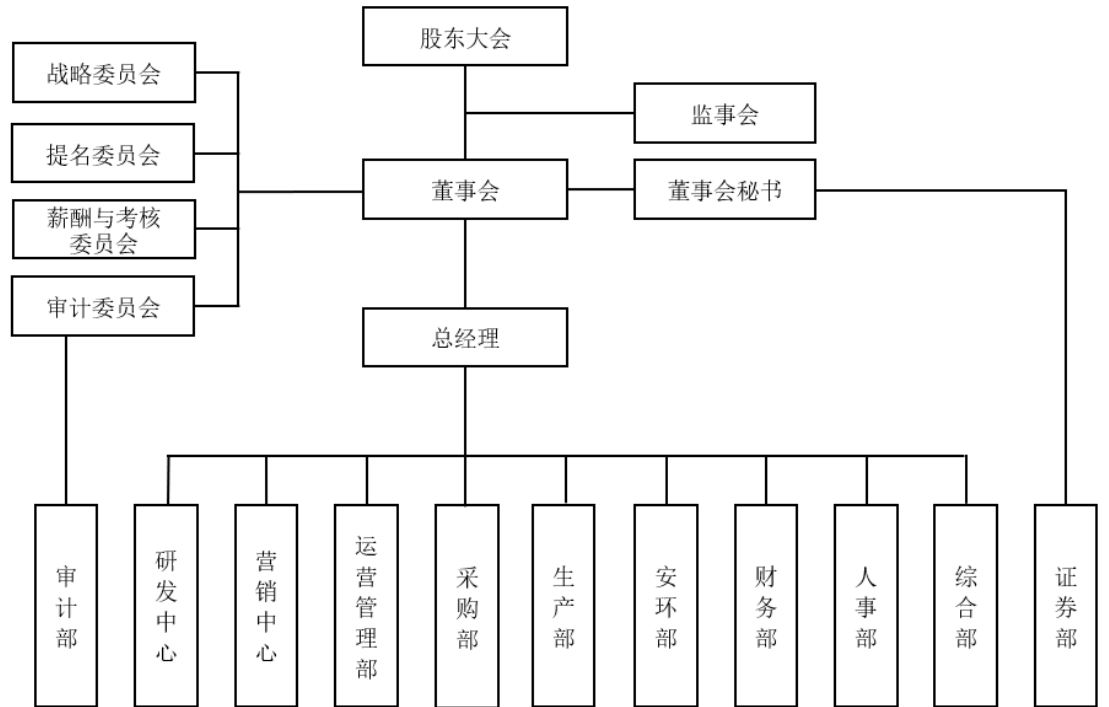 股东大会
战略委员会
监事会
提名委员会
董事会
董事会秘书
薪酬与考核
委员会
审计委员会
总经理
审计部
研发中心
营销中心
运营管理部
采购部
生产部
安环部
财务部
人事部
综合部
证券部